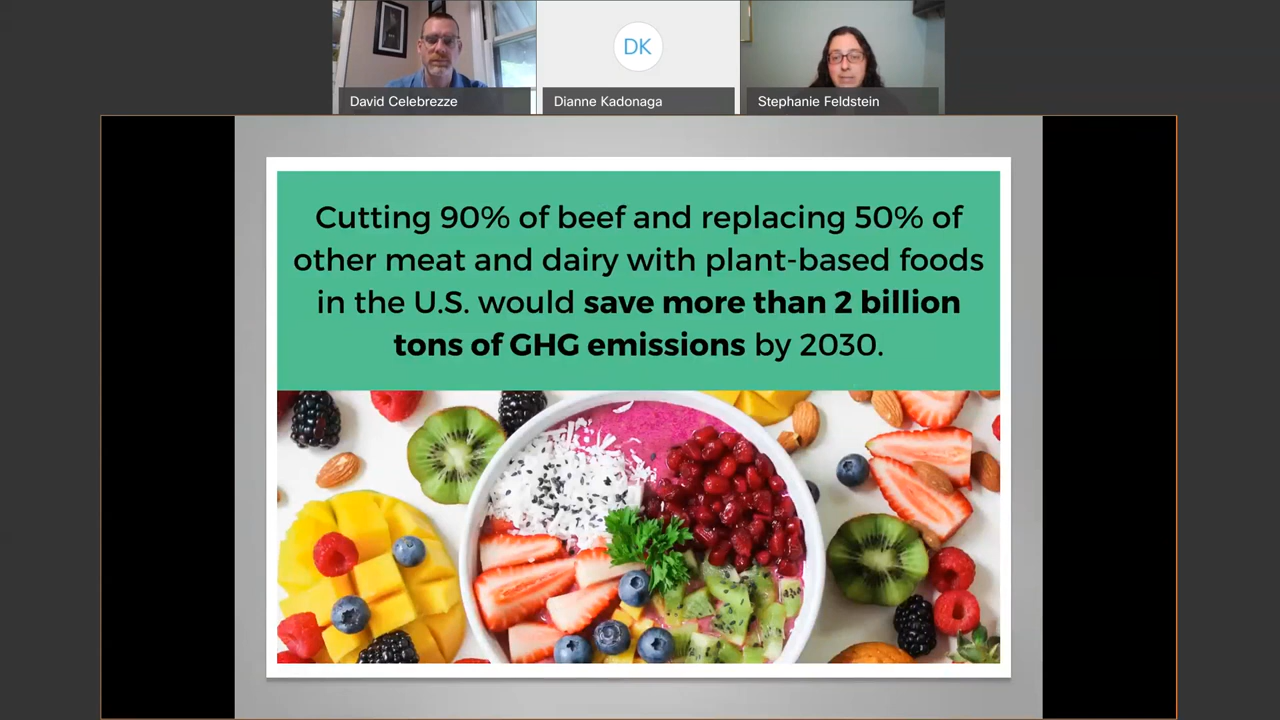 DK
David Celebrezze
Dianne Kadonaga
Stephanie Feldstein
Cutting 90% of beef and replacing 50% of
other meat and dairy with plant-based foods
in the U.S. would save more than 2 billion
tons of GHG emissions by 2030.